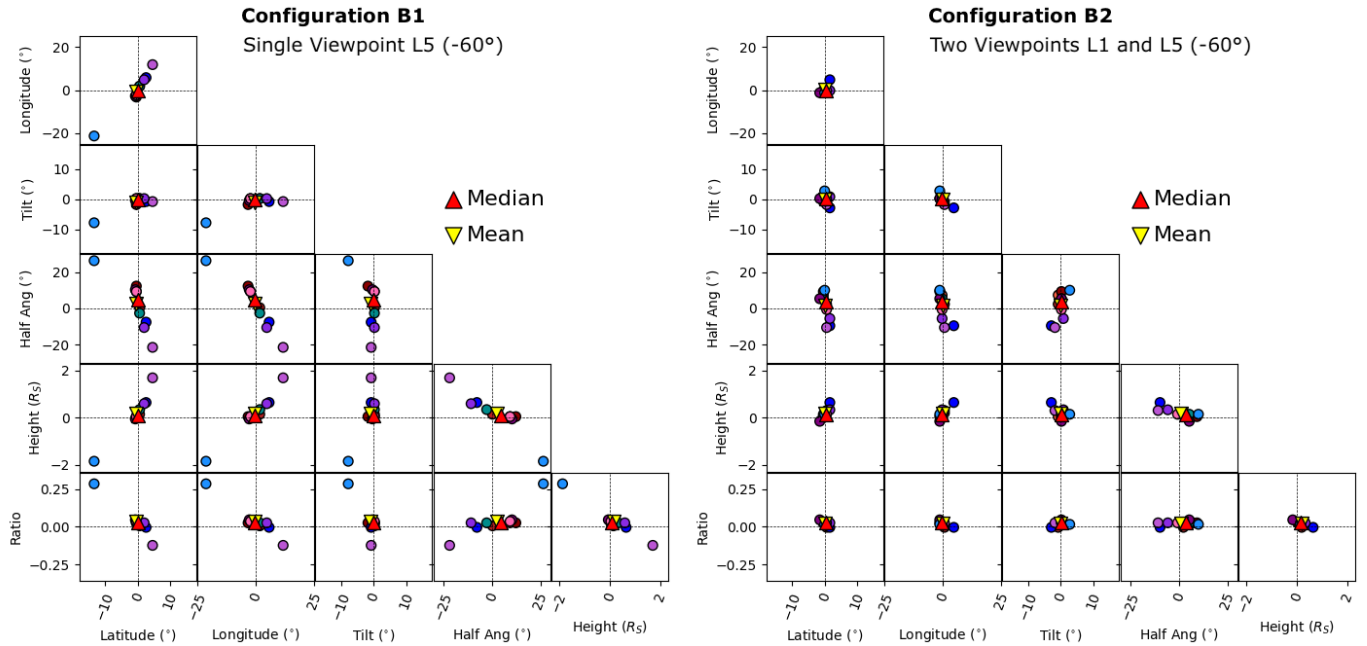 Configuration B1
Single Viewpoint L5 (-60°)
20
0
−20
Longitude (°)
10
0
−10
Tilt (°)
Median
Mean
20
0
−20
Half Ang (°)
2
0
−2
Height (R_S)
0.25
0.00
−0.25
Ratio
−10
0
10
Latitude (°)
−25
0
25
Longitude (°)
−10
0
10
Tilt (°)
−25
0
25
Half Ang (°)
−2
0
2
Height (R_S)
Configuration B2
Two Viewpoints L1 and L5 (-60°)
20
0
−20
Longitude (°)
10
0
−10
Tilt (°)
Median
Mean
20
0
−20
Half Ang (°)
2
0
−2
Height (R_S)
0.25
0.00
−0.25
Ratio
−10
0
10
Latitude (°)
−25
0
25
Longitude (°)
−10
0
10
Tilt (°)
−25
0
25
Half Ang (°)
−2
0
2
Height (R_S)